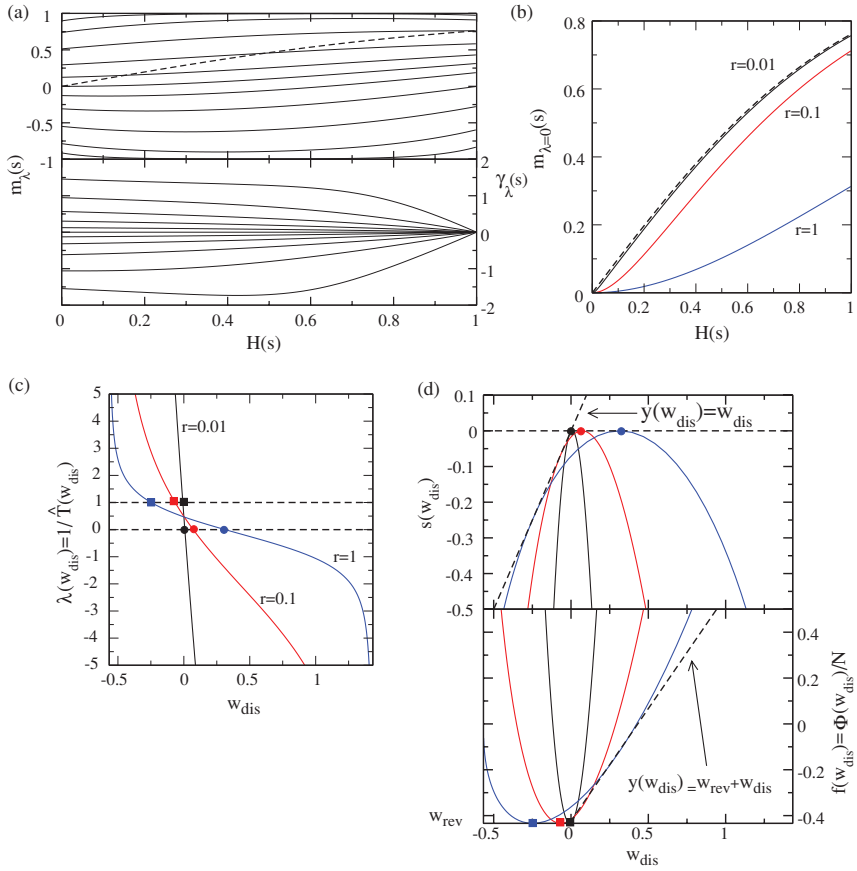 (a)
1
0.5
0
-0.5
-1
m_λ(s)
2
1
0
-1
-2
γ_λ(s)
0
0.2
0.4
0.6
0.8
1
H(s)
(b)
0.8
0.6
0.4
0.2
0
m_λ=0(s)
r=0.01
r=0.1
r=1
0
0.2
0.4
0.6
0.8
1
H(s)
(c)
5
4
3
2
1
0
-1
-2
-3
-4
-5
λ(w_dis)=1/T̂(w_dis)
r=0.01
r=1
r=0.1
-0.5
0
0.5
1
w_dis
(d)
0.1
0
-0.1
-0.2
-0.3
-0.4
-0.5
s(w_dis)
y(w_dis)=w_dis
0.4
0.2
0
-0.2
-0.4
f(w_dis)=Φ(w_dis)/N
y(w_dis)=w_rev+w_dis
w_rev
-0.5
0
0.5
1
w_dis